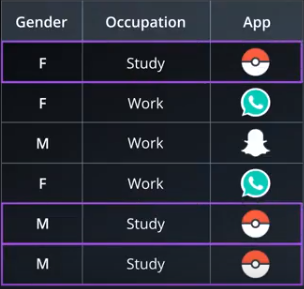 Gender Occupation App
F Study
F Work
M Work
F Work
M Study
M Study